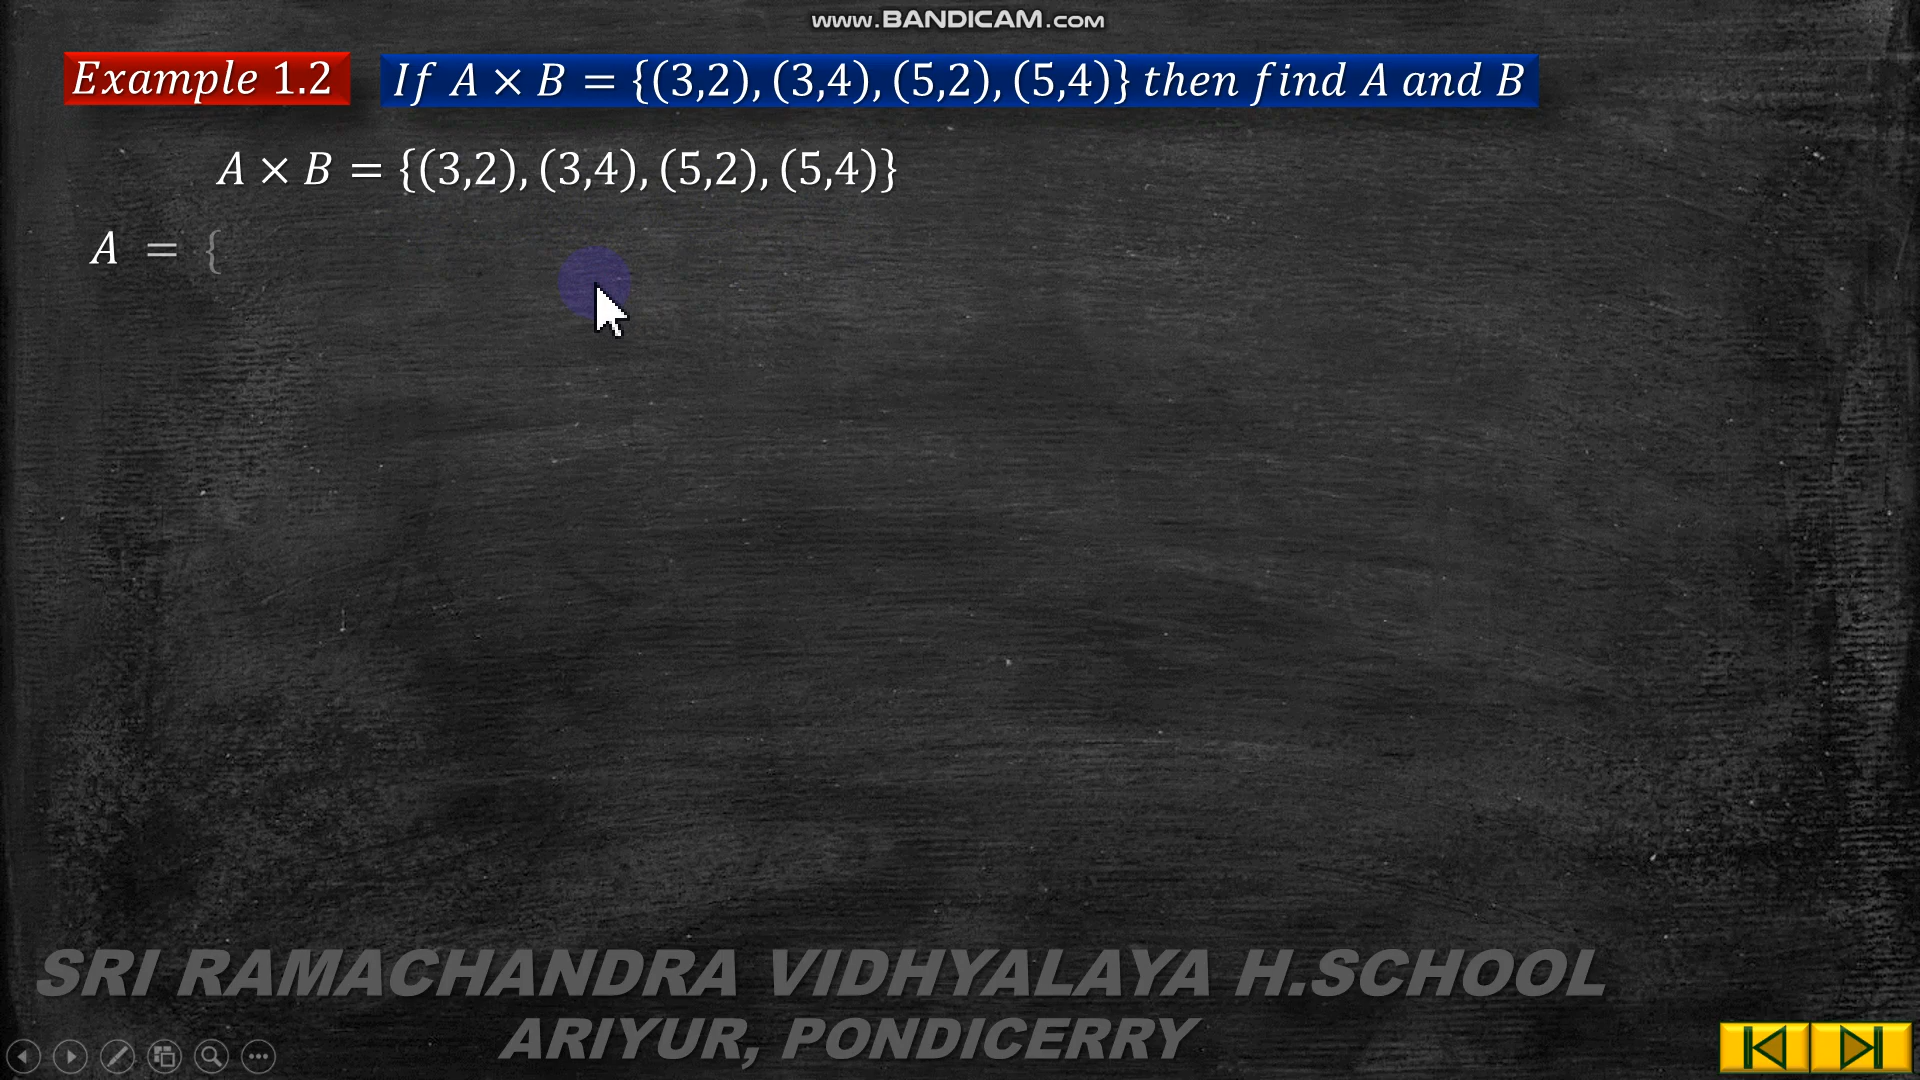 www.BANDICAM.com
Example 1.2 If A × B = {(3,2), (3,4), (5,2), (5,4)} then find A and B
A × B = {(3,2), (3,4), (5,2), (5,4)}
A = {
SRI RAMACHANDRA VIDHYALAYA H.SCHOOL
ARIYUR, PONDICERRY